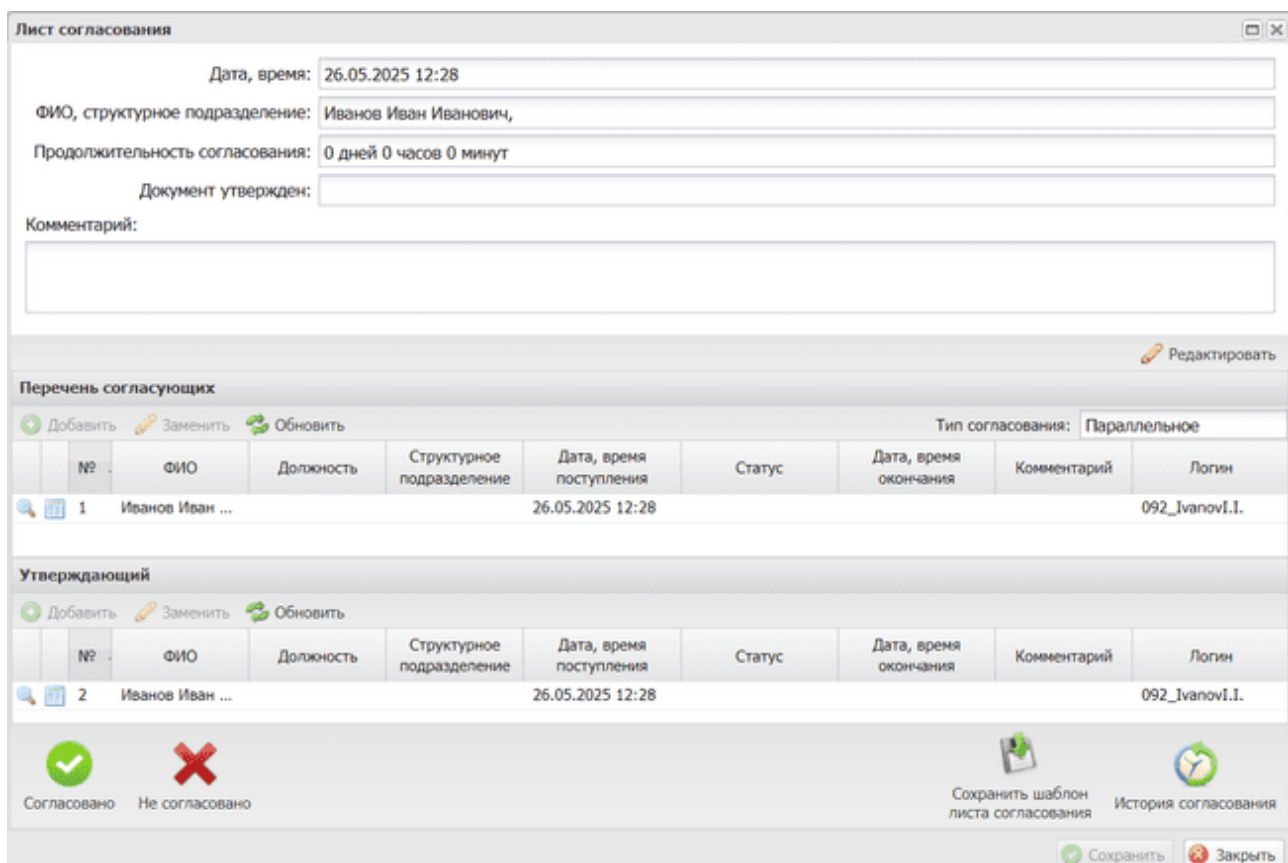 Лист согласования
Дата, время: 26.05.2025 12:28
ФИО, структурное подразделение: Иванов Иван Иванович,
Продолжительность согласования: 0 дней 0 часов 0 минут
Документ утвержден:
Комментарий:
Редактировать
Перечень согласующих
Добавить Заменить Обновить Тип согласования: Параллельное
№ ФИО Должность Структурное подразделение Дата, время поступления Статус Дата, время окончания Комментарий Логин
1 Иванов Иван ... 26.05.2025 12:28 092_IvanovI.I.
Утверждающий
Добавить Заменить Обновить
№ ФИО Должность Структурное подразделение Дата, время поступления Статус Дата, время окончания Комментарий Логин
2 Иванов Иван ... 26.05.2025 12:28 092_IvanovI.I.
Согласовано Не согласовано Сохранить шаблон листа согласования История согласования
Сохранить Закрыть